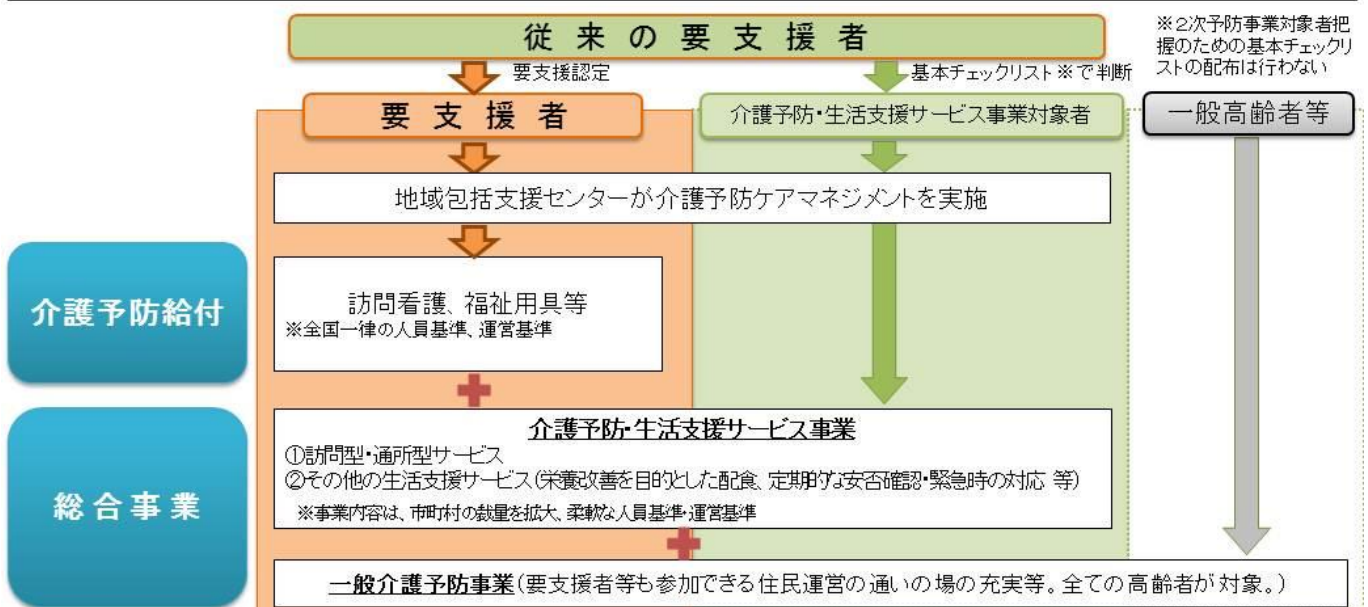 従来の要支援者
※２次予防事業対象者把
握のための基本チェックリ
ストの配布は行わない
要支援認定
基本チェックリスト※で判断
要支援者
介護予防・生活支援サービス事業対象者
一般高齢者等
地域包括支援センターが介護予防ケアマネジメントを実施
介護予防給付
訪問看護、福祉用具等
※全国一律の人員基準、運営基準
総合事業
介護予防・生活支援サービス事業
①訪問型・通所型サービス
②その他の生活支援サービス(栄養改善を目的とした配食、定期的な安否確認・緊急時の対応 等)
※事業内容は、市町村の裁量を拡大、柔軟な人員基準・運営基準
一般介護予防事業(要支援者等も参加できる住民運営の通いの場の充実等。全ての高齢者が対象。)